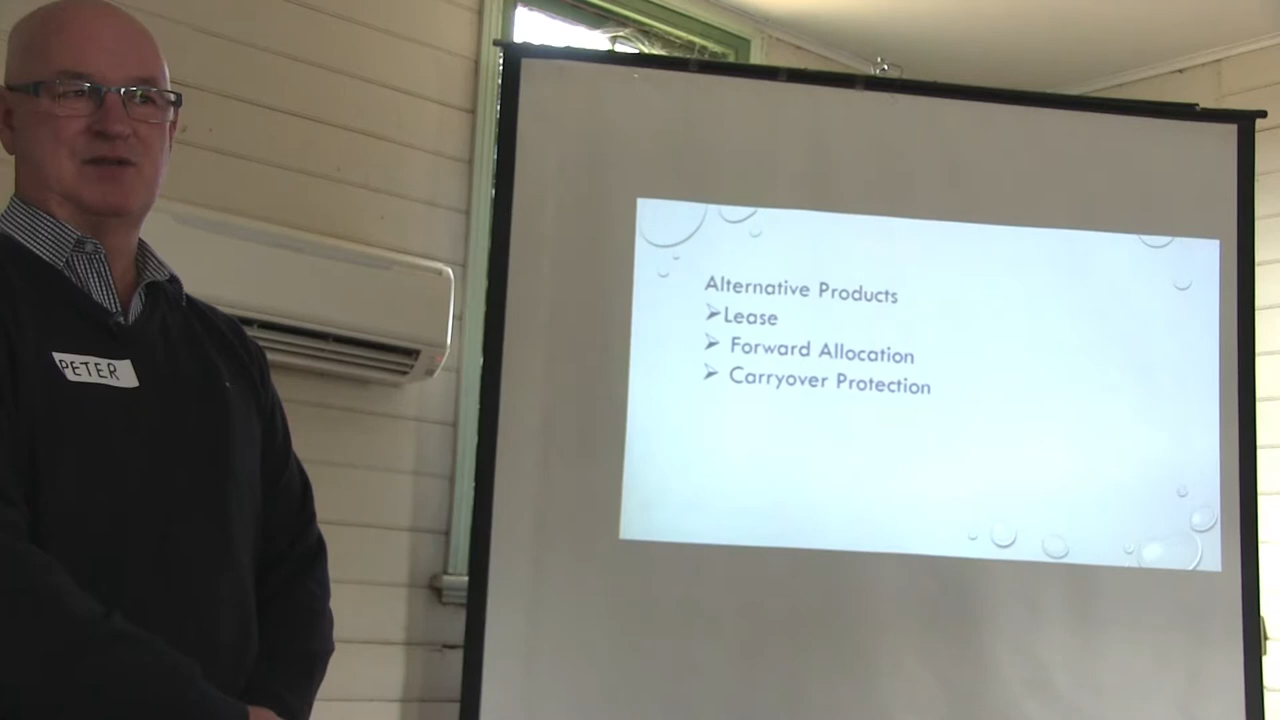 PETER
Alternative Products
Lease
Forward Allocation
Carryover Protection